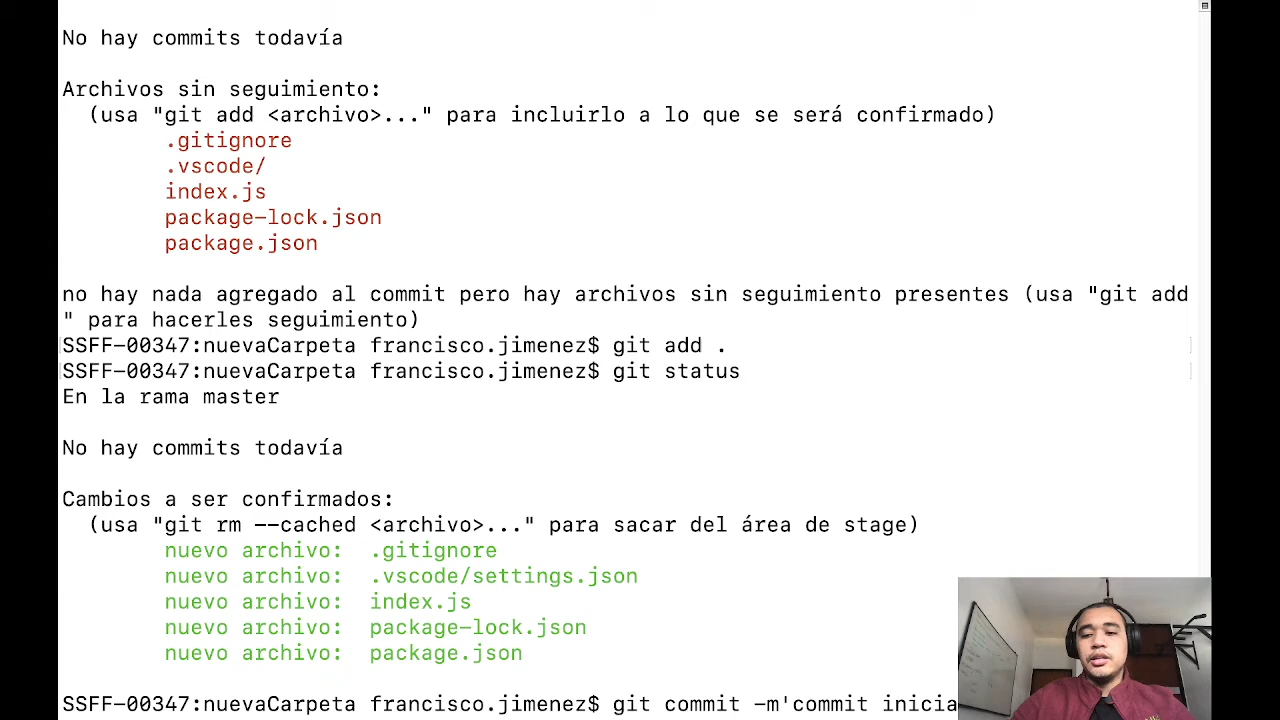 No hay commits todavía
Archivos sin seguimiento:
(usa "git add <archivo>..." para incluirlo a lo que se será confirmado)
.gitignore
.vscode/
index.js
package-lock.json
package.json
no hay nada agregado al commit pero hay archivos sin seguimiento presentes (usa "git add
" para hacerles seguimiento)
SSFF-00347:nuevaCarpeta francisco.jimenez$ git add .
SSFF-00347:nuevaCarpeta francisco.jimenez$ git status
En la rama master
No hay commits todavía
Cambios a ser confirmados:
(usa "git rm --cached <archivo>..." para sacar del área de stage)
nuevo archivo: .gitignore
nuevo archivo: .vscode/settings.json
nuevo archivo: index.js
nuevo archivo: package-lock.json
nuevo archivo: package.json
SSFF-00347:nuevaCarpeta francisco.jimenez$ git commit -m'commit inicia